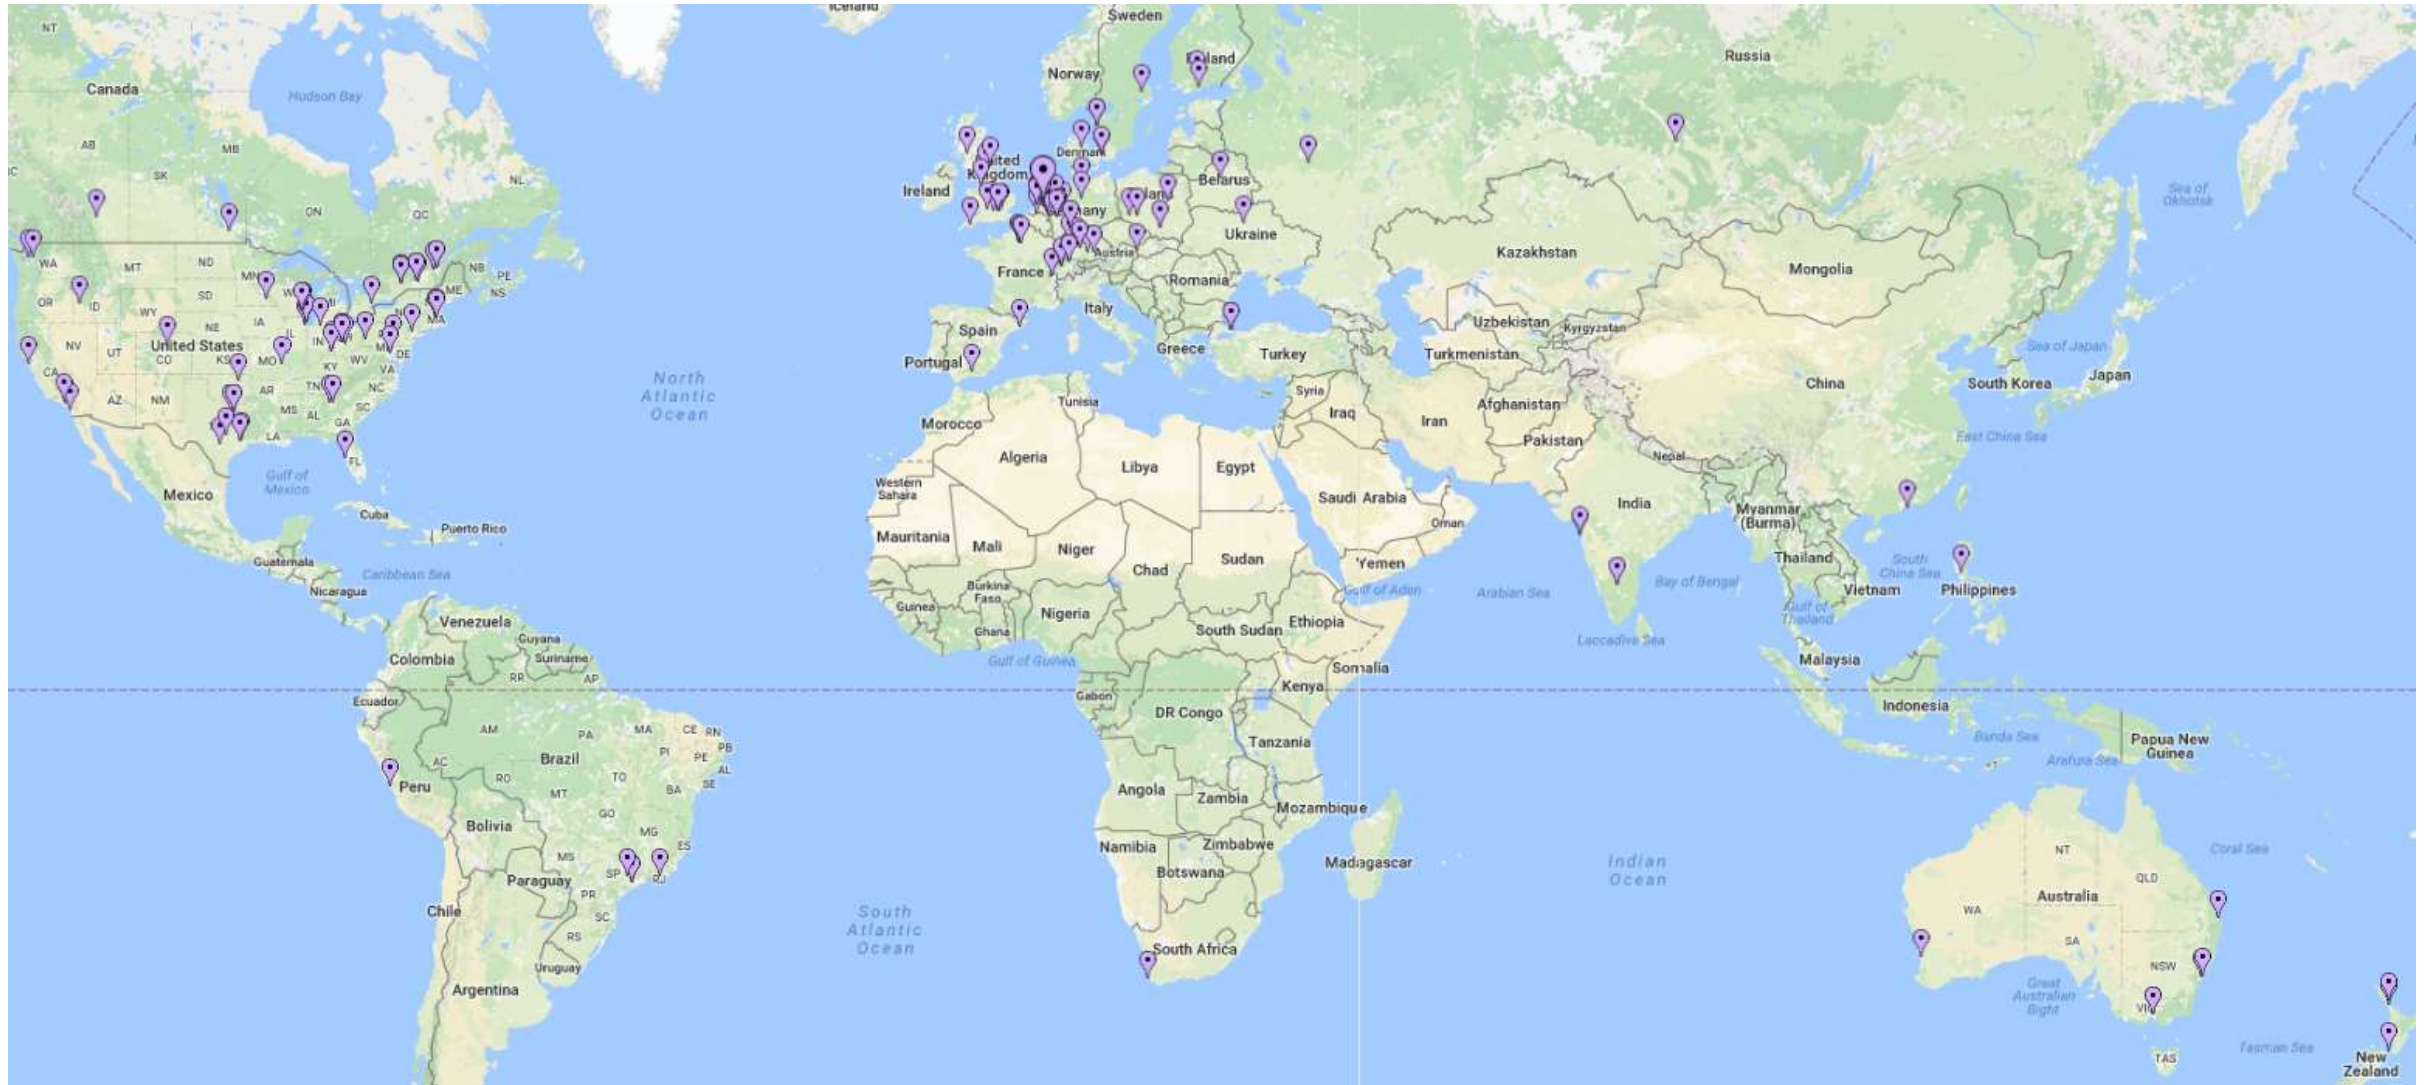 Iceland
Sweden
NT
Finland
Russia
Norway
Canada
Hudson Bay
AB
MB
Denmark
United
Kingdom
SK
Ireland
Belarus
NL
Sea of
Okhotsk
ON
QC
Germany
Ukraine
Kazakhstan
Austria
WA
MT
ND
NB
PE
France
Mongolia
MN
ME
NS
Romania
OR
ID
SD
MI
WY
Italy
Uzbekistan
Kyrgyzstan
IA
NE
IL
MA
Spain
United States
NV
UT
CO
KS
MO
IN
WV
DE
Sea of Japan
Portugal
Greece
Turkey
Turkmenistan
KY
VA
CA
Japan
North
Atlantic
Ocean
South Korea
China
AZ
NM
AR
TN
NC
Syria
Tunisia
Iraq
Afghanistan
MS
AL
SC
Morocco
Iran
GA
LA
Pakistan
East China Sea
Nepal
Algeria
Libya
Egypt
FL
Gulf of
Mexico
Western
Sahara
Saudi Arabia
Mexico
India
Cuba
Myanmar
(Burma)
Puerto Rico
Oman
Mauritania
Mali
Niger
Sudan
Guatemala
Yemen
Thailand
South
China Sea
Chad
Caribbean Sea
Nicaragua
Burkina
Faso
Gulf of Aden
Arabian Sea
Bay of Bengal
Vietnam
Philippines
Guinea
Nigeria
Gulf of
Thailand
Venezuela
Ethiopia
Ghana
South Sudan
Guyana
Laccadive Sea
Colombia
Suriname
Gulf of Guinea
Malaysia
Somalia
RR
AP
Kenya
Gabon
Ecuador
Indonesia
DR Congo
AM
PA
MA
CE
RN
Banda Sea
Papua New
Guinea
Tanzania
PB
PI
PE
Brazil
AC
Arafura Sea
AL
RO
TO
SE
Peru
BA
Angola
MT
Zambia
Mozambique
GO
Bolivia
MG
ES
Zimbabwe
Namibia
NT
Coral Sea
MS
Madagascar
Indian
Ocean
SP
Botswana
RJ
QLD
Paraguay
PR
Australia
Chile
WA
SC
South
Atlantic
Ocean
RS
SA
South Africa
Uruguay
NSW
Argentina
Great
Australian
Bight
VIC
Tasman Sea
TAS
New
Zealand